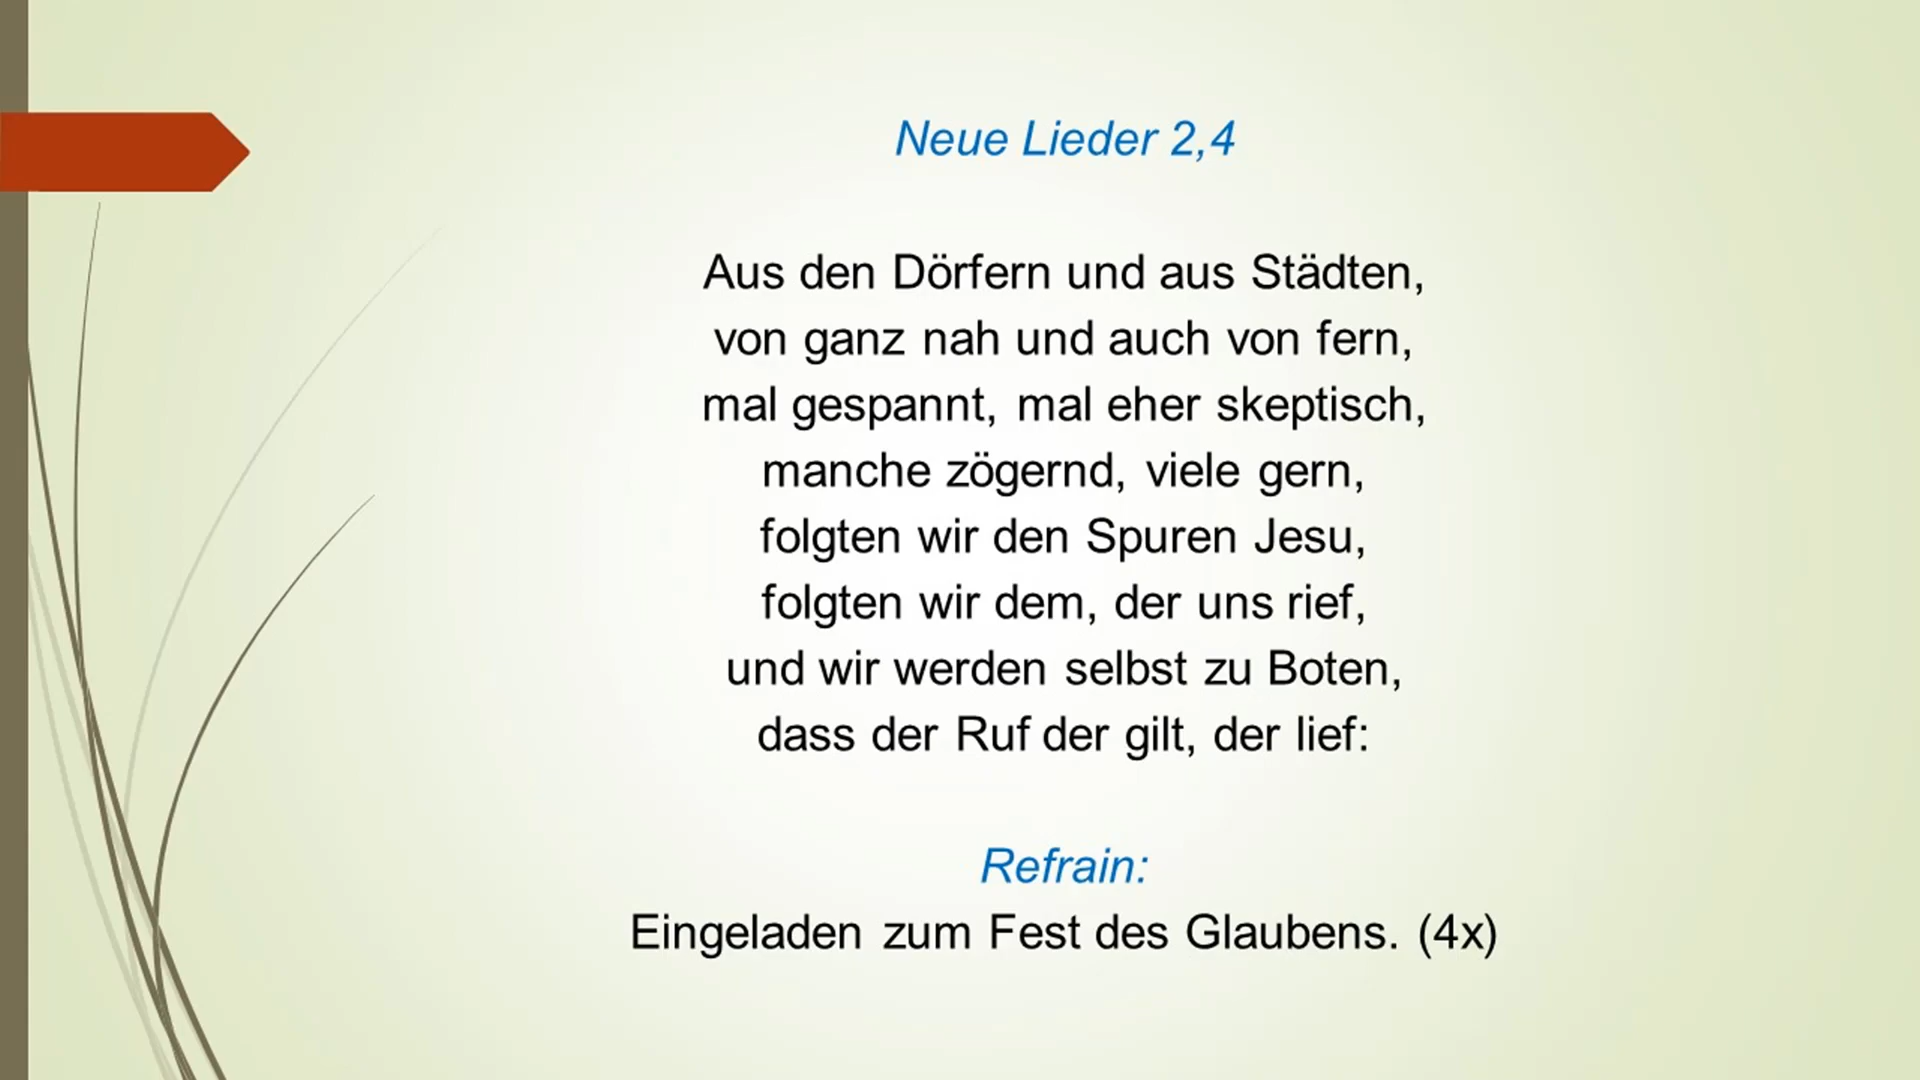 Neue Lieder 2,4
Aus den Dörfern und aus Städten,
von ganz nah und auch von fern,
mal gespannt, mal eher skeptisch,
manche zögernd, viele gern,
folgten wir den Spuren Jesu,
folgten wir dem, der uns rief,
und wir werden selbst zu Boten,
dass der Ruf der gilt, der lief:
Refrain:
Eingeladen zum Fest des Glaubens. (4x)